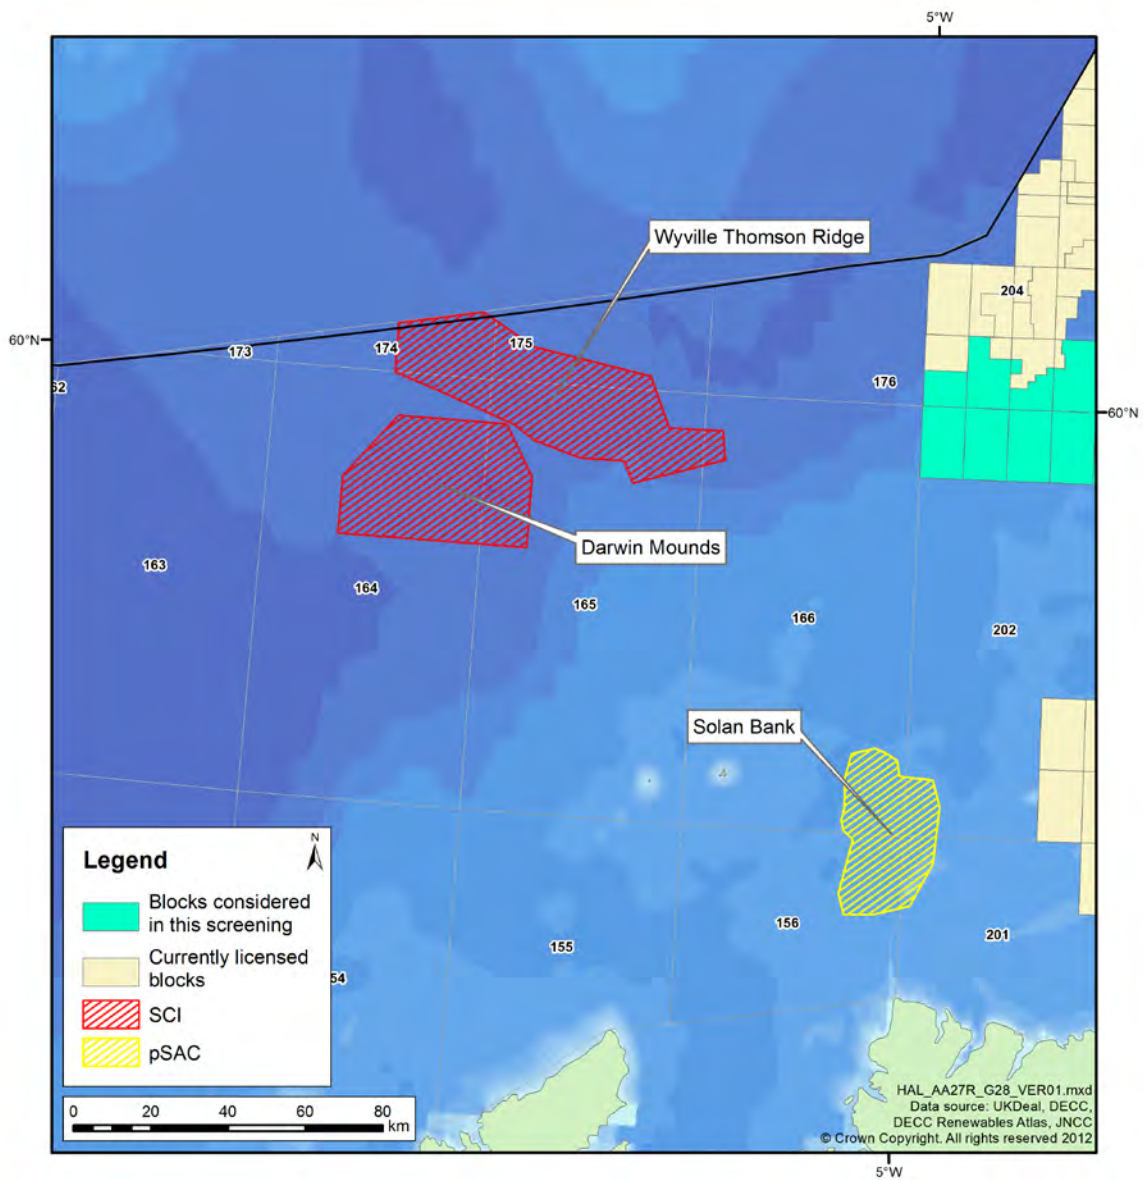 5°W
Wyville Thomson Ridge
204
60°N
173
174
175
62
176
60°N
Darwin Mounds
163
164
165
166
202
Solan Bank
Legend
N
Blocks considered
in this screening
Currently licensed
blocks
SCI
pSAC
156
201
155
54
0 20 40 60 80
km
HAL_AA27R_G28_VER01.mxd
Data source: UKDeal, DECC,
DECC Renewables Atlas, JNCC
© Crown Copyright. All rights reserved 2012
5°W